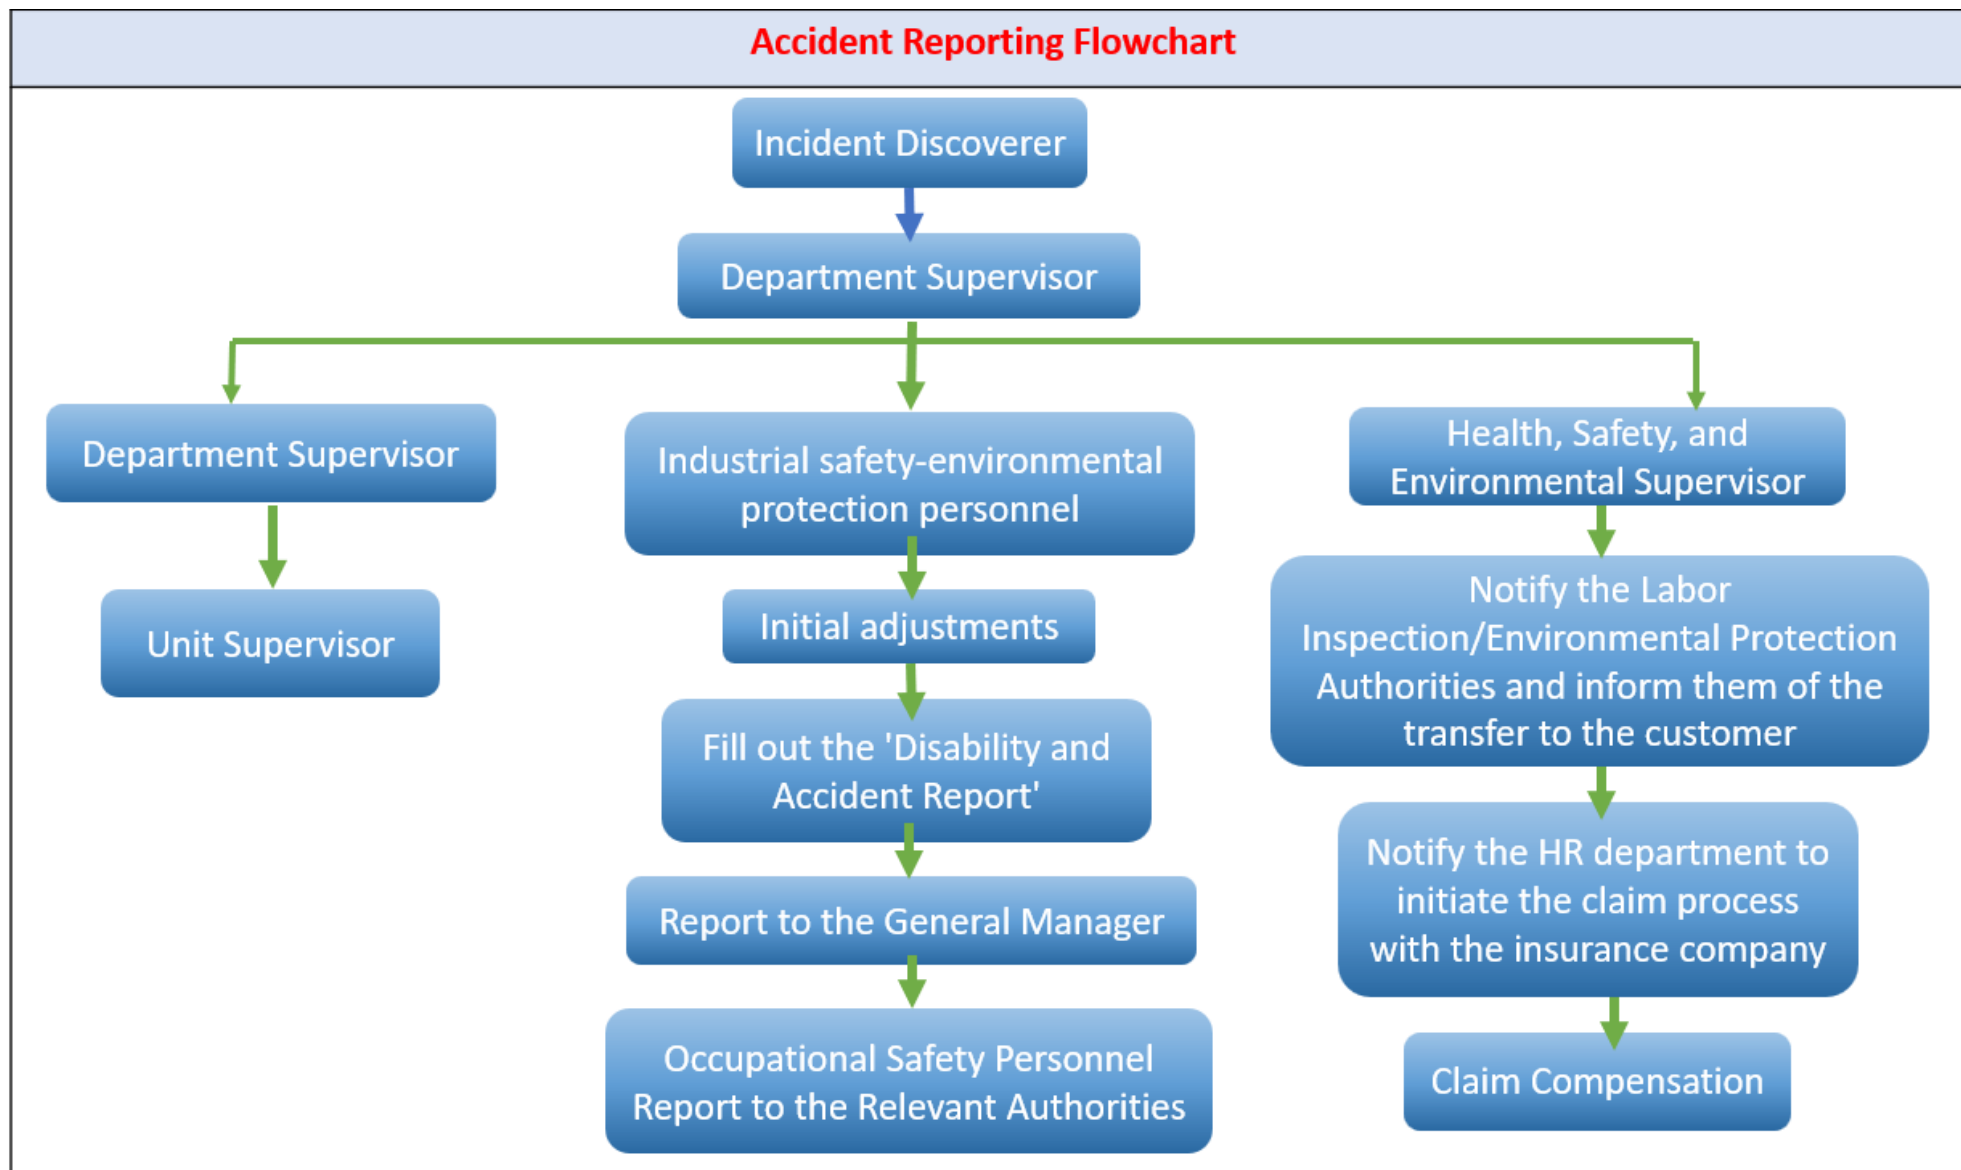 Accident Reporting Flowchart
Incident Discoverer
Department Supervisor
Department Supervisor
Unit Supervisor
Industrial safety-environmental
protection personnel
Initial adjustments
Fill out the 'Disability and
Accident Report'
Report to the General Manager
Occupational Safety Personnel
Report to the Relevant Authorities
Health, Safety, and
Environmental Supervisor
Notify the Labor
Inspection/Environmental Protection
Authorities and inform them of the
transfer to the customer
Notify the HR department to
initiate the claim process
with the insurance company
Claim Compensation